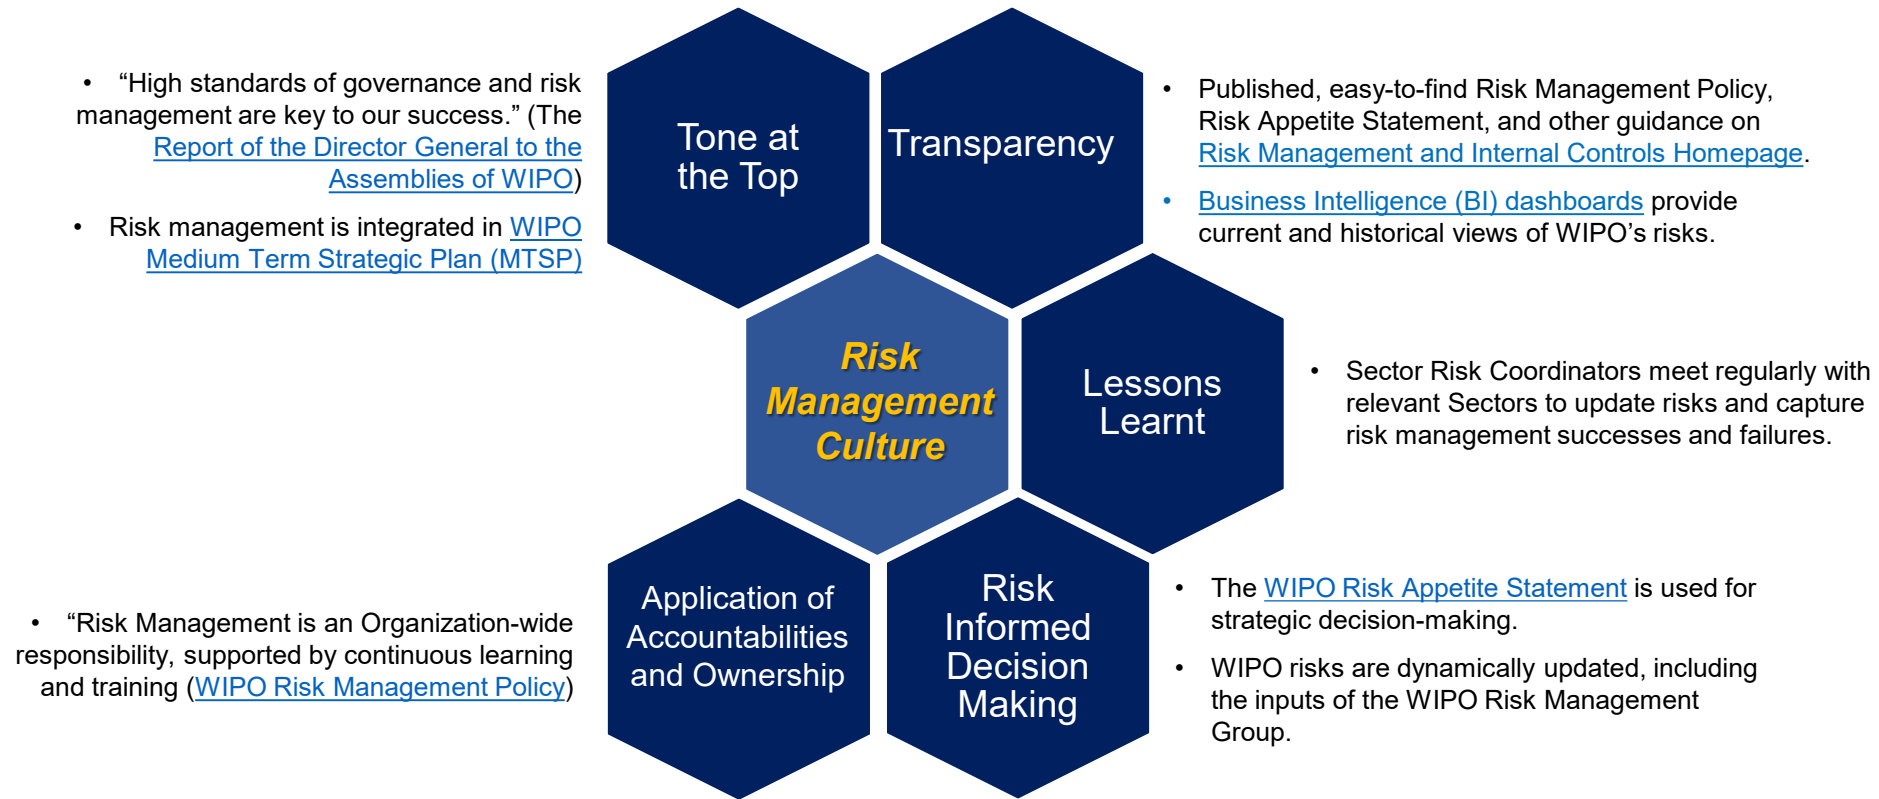 • “High standards of governance and risk
management are key to our success.” (The
Report of the Director General to the
Assemblies of WIPO)
• Risk management is integrated in WIPO
Medium Term Strategic Plan (MTSP)
Tone at
the Top
Transparency
• Published, easy-to-find Risk Management Policy,
Risk Appetite Statement, and other guidance on
Risk Management and Internal Controls Homepage.
• Business Intelligence (BI) dashboards provide
current and historical views of WIPO’s risks.
Risk
Management
Culture
Lessons
Learnt
• Sector Risk Coordinators meet regularly with
relevant Sectors to update risks and capture
risk management successes and failures.
• “Risk Management is an Organization-wide
responsibility, supported by continuous learning
and training (WIPO Risk Management Policy)
Application of
Accountabilities
and Ownership
Risk
Informed
Decision
Making
• The WIPO Risk Appetite Statement is used for
strategic decision-making.
• WIPO risks are dynamically updated, including
the inputs of the WIPO Risk Management
Group.